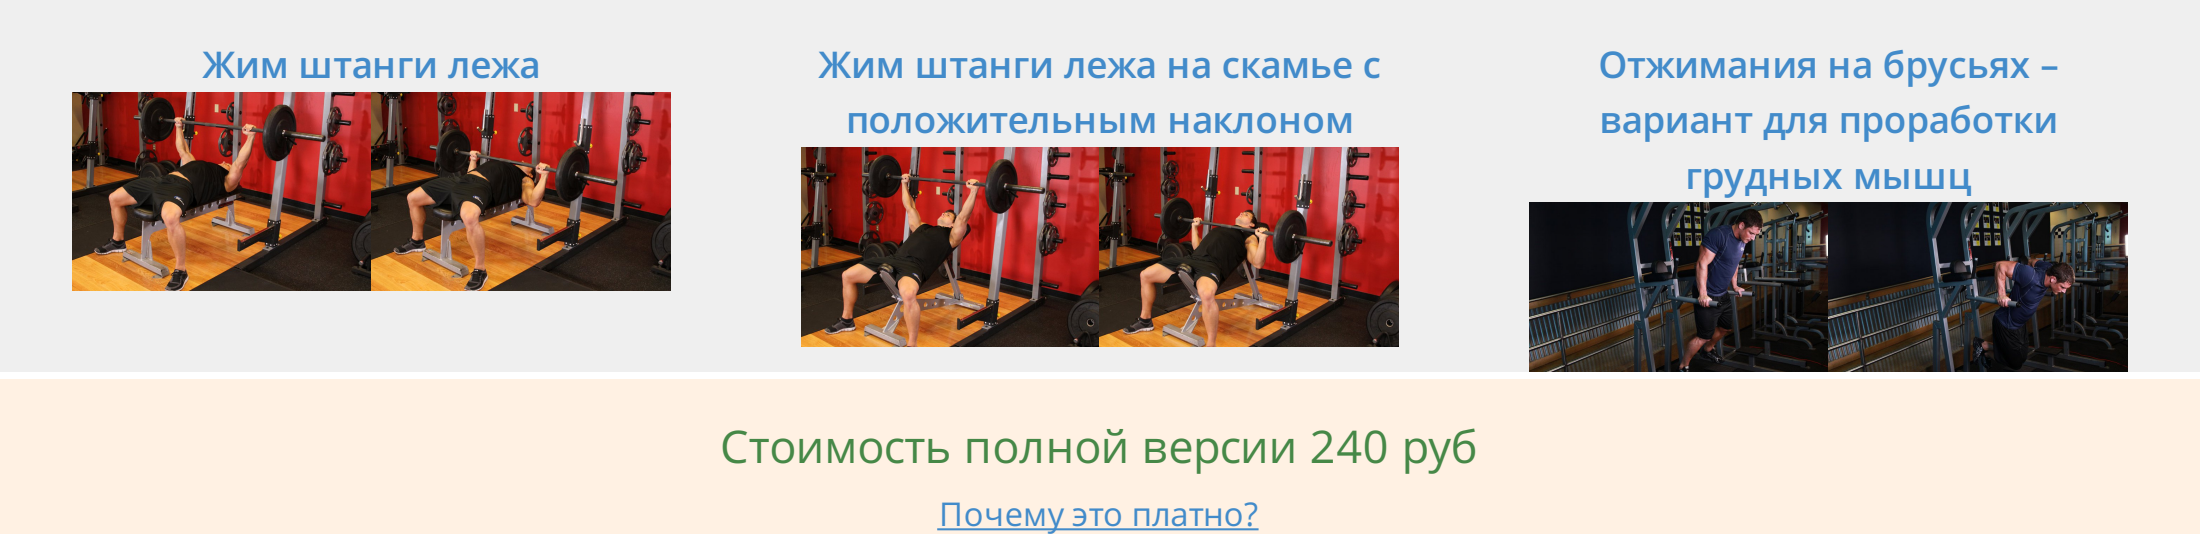 Жим штанги лежа
Жим штанги лежа на скамье с
положительным наклоном
Отжимания на брусьях –
вариант для проработки
грудных мышц
Стоимость полной версии 240 руб
Почему это платно?